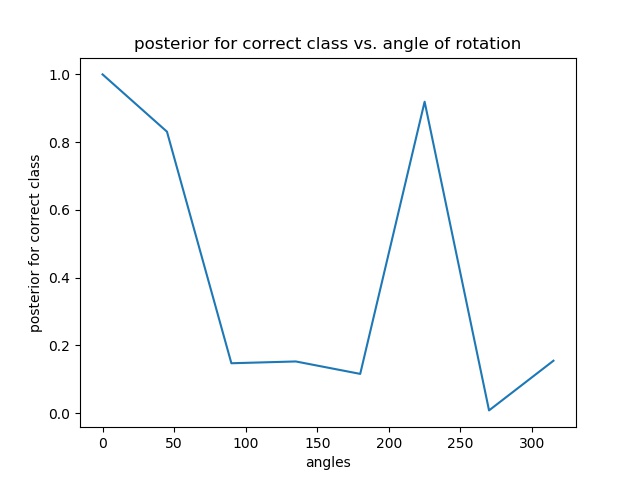 posterior for correct class vs. angle of rotation
posterior for correct class
1.0
0.8
0.6
0.4
0.2
0.0
0 50 100 150 200 250 300
angles